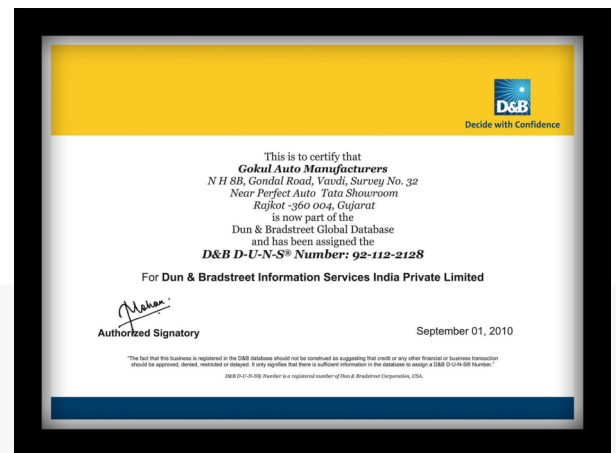 D&B
Decide with Confidence
This is to certify that
Gokul Auto Manufacturers
N H 8B, Gondal Road, Vavdi, Survey No. 32
Near Perfect Auto Tata Showroom
Rajkot -360 004, Gujarat
is now part of the
Dun & Bradstreet Global Database
and has been assigned the
D&B D-U-N-S® Number: 92-112-2128
For Dun & Bradstreet Information Services India Private Limited
Mohan
Authorized Signatory
September 01, 2010
"The fact that this business is registered in the D&B database should not be construed as suggesting that credit or any other financial or business transaction
should be approved, denied, restricted or delayed. It only signifies that there is sufficient information in the database to assign a D&B D-U-N-S® Number."
D&B D-U-N-S® Number is a registered number of Dun & Bradstreet Corporation, USA.